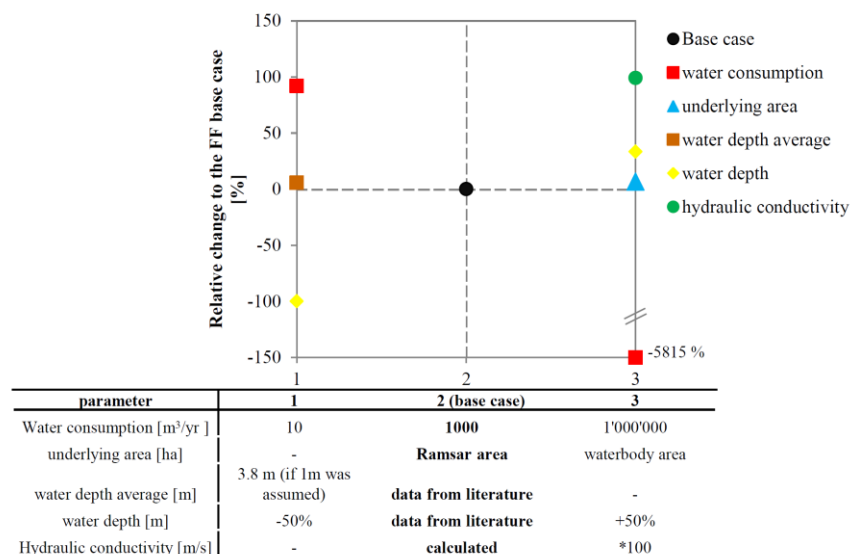 150
100
50
0
-50
-100
-150
Relative change to the FF base case
[%]
Base case
water consumption
underlying area
water depth average
water depth
hydraulic conductivity
-5815 %
1 2 3
parameter 1 2 (base case) 3
Water consumption [m³/yr ] 10 1000 1'000'000
underlying area [ha] - Ramsar area waterbody area
water depth average [m] 3.8 m (if 1m was
assumed) data from literature -
water depth [m] -50% data from literature +50%
Hydraulic conductivity [m/s] - calculated *100